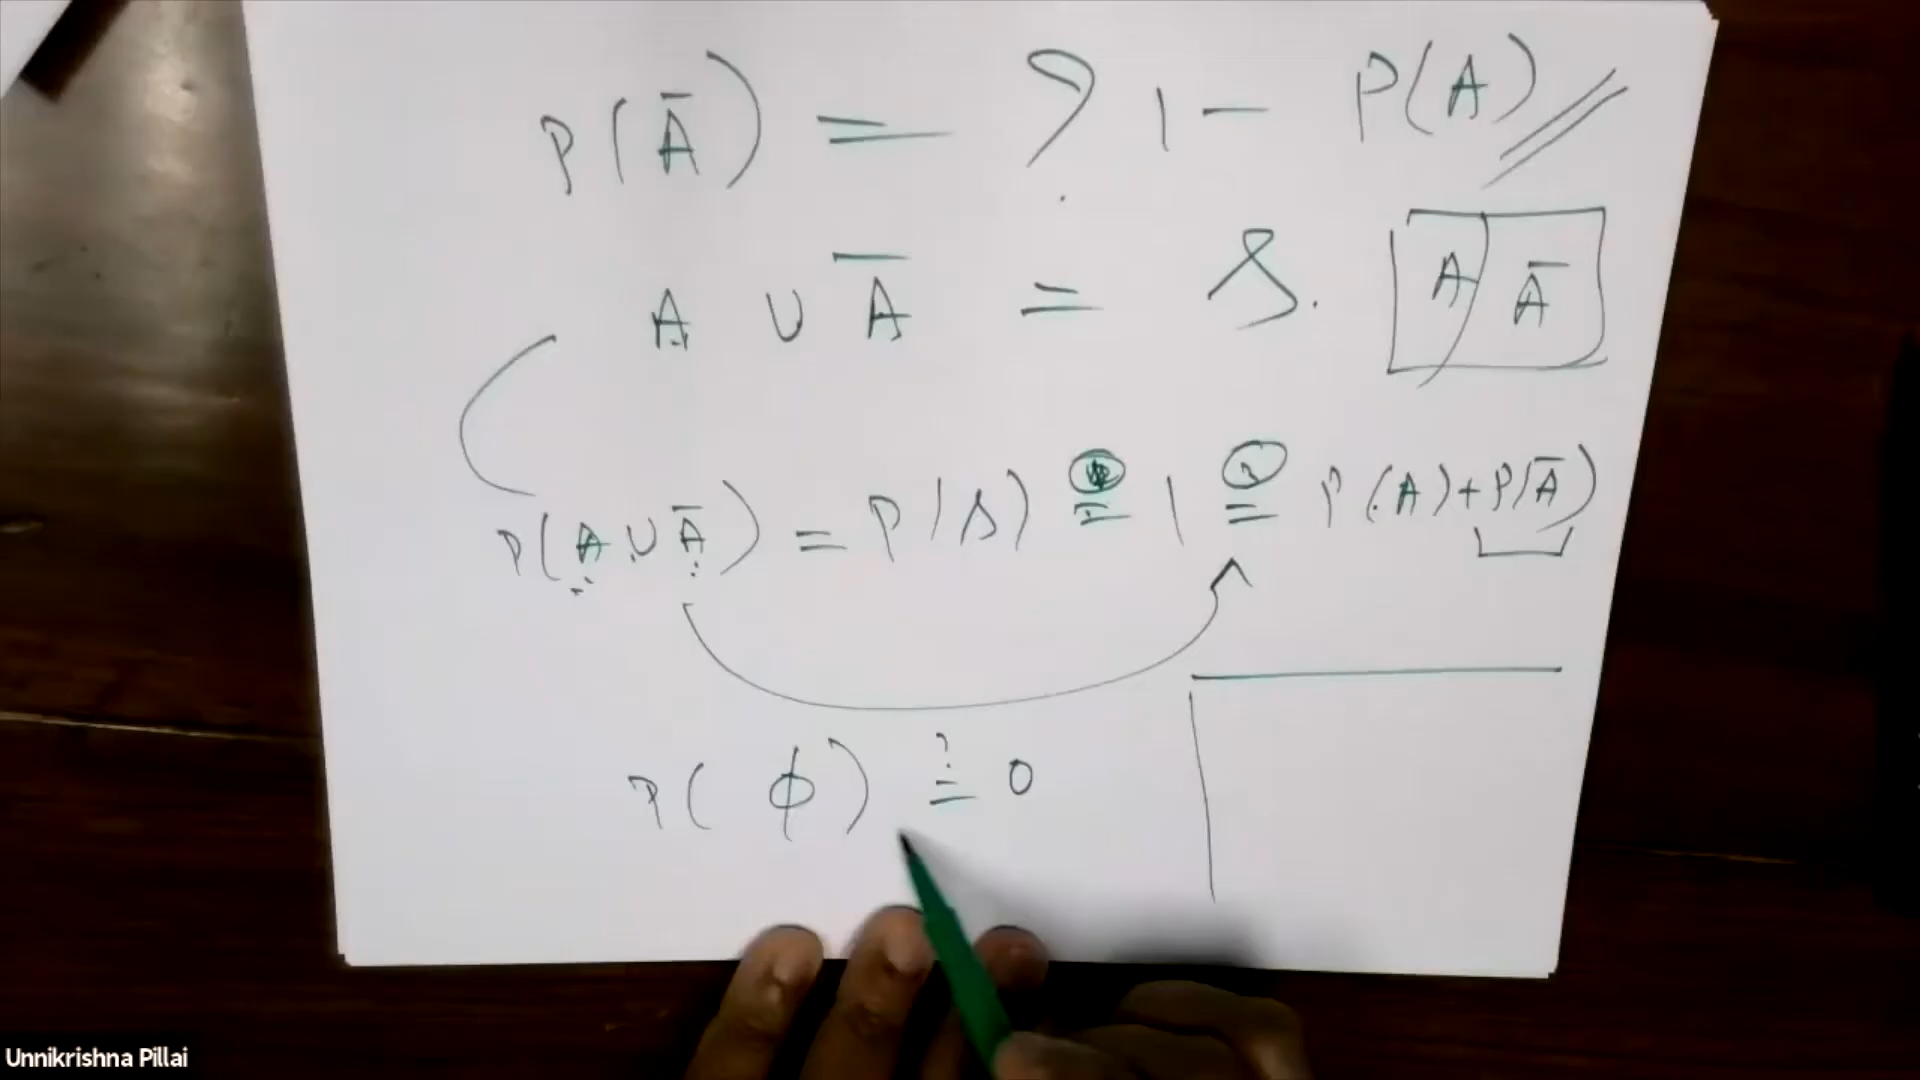 P(Ā) = ? 1 - P(A)
A ∪ Ā = S.
A Ā
P(A ∪ Ā) = P(S) = 1 = P(A) + P(Ā)
P(ϕ) ?= 0
Unnikrishna Pillai